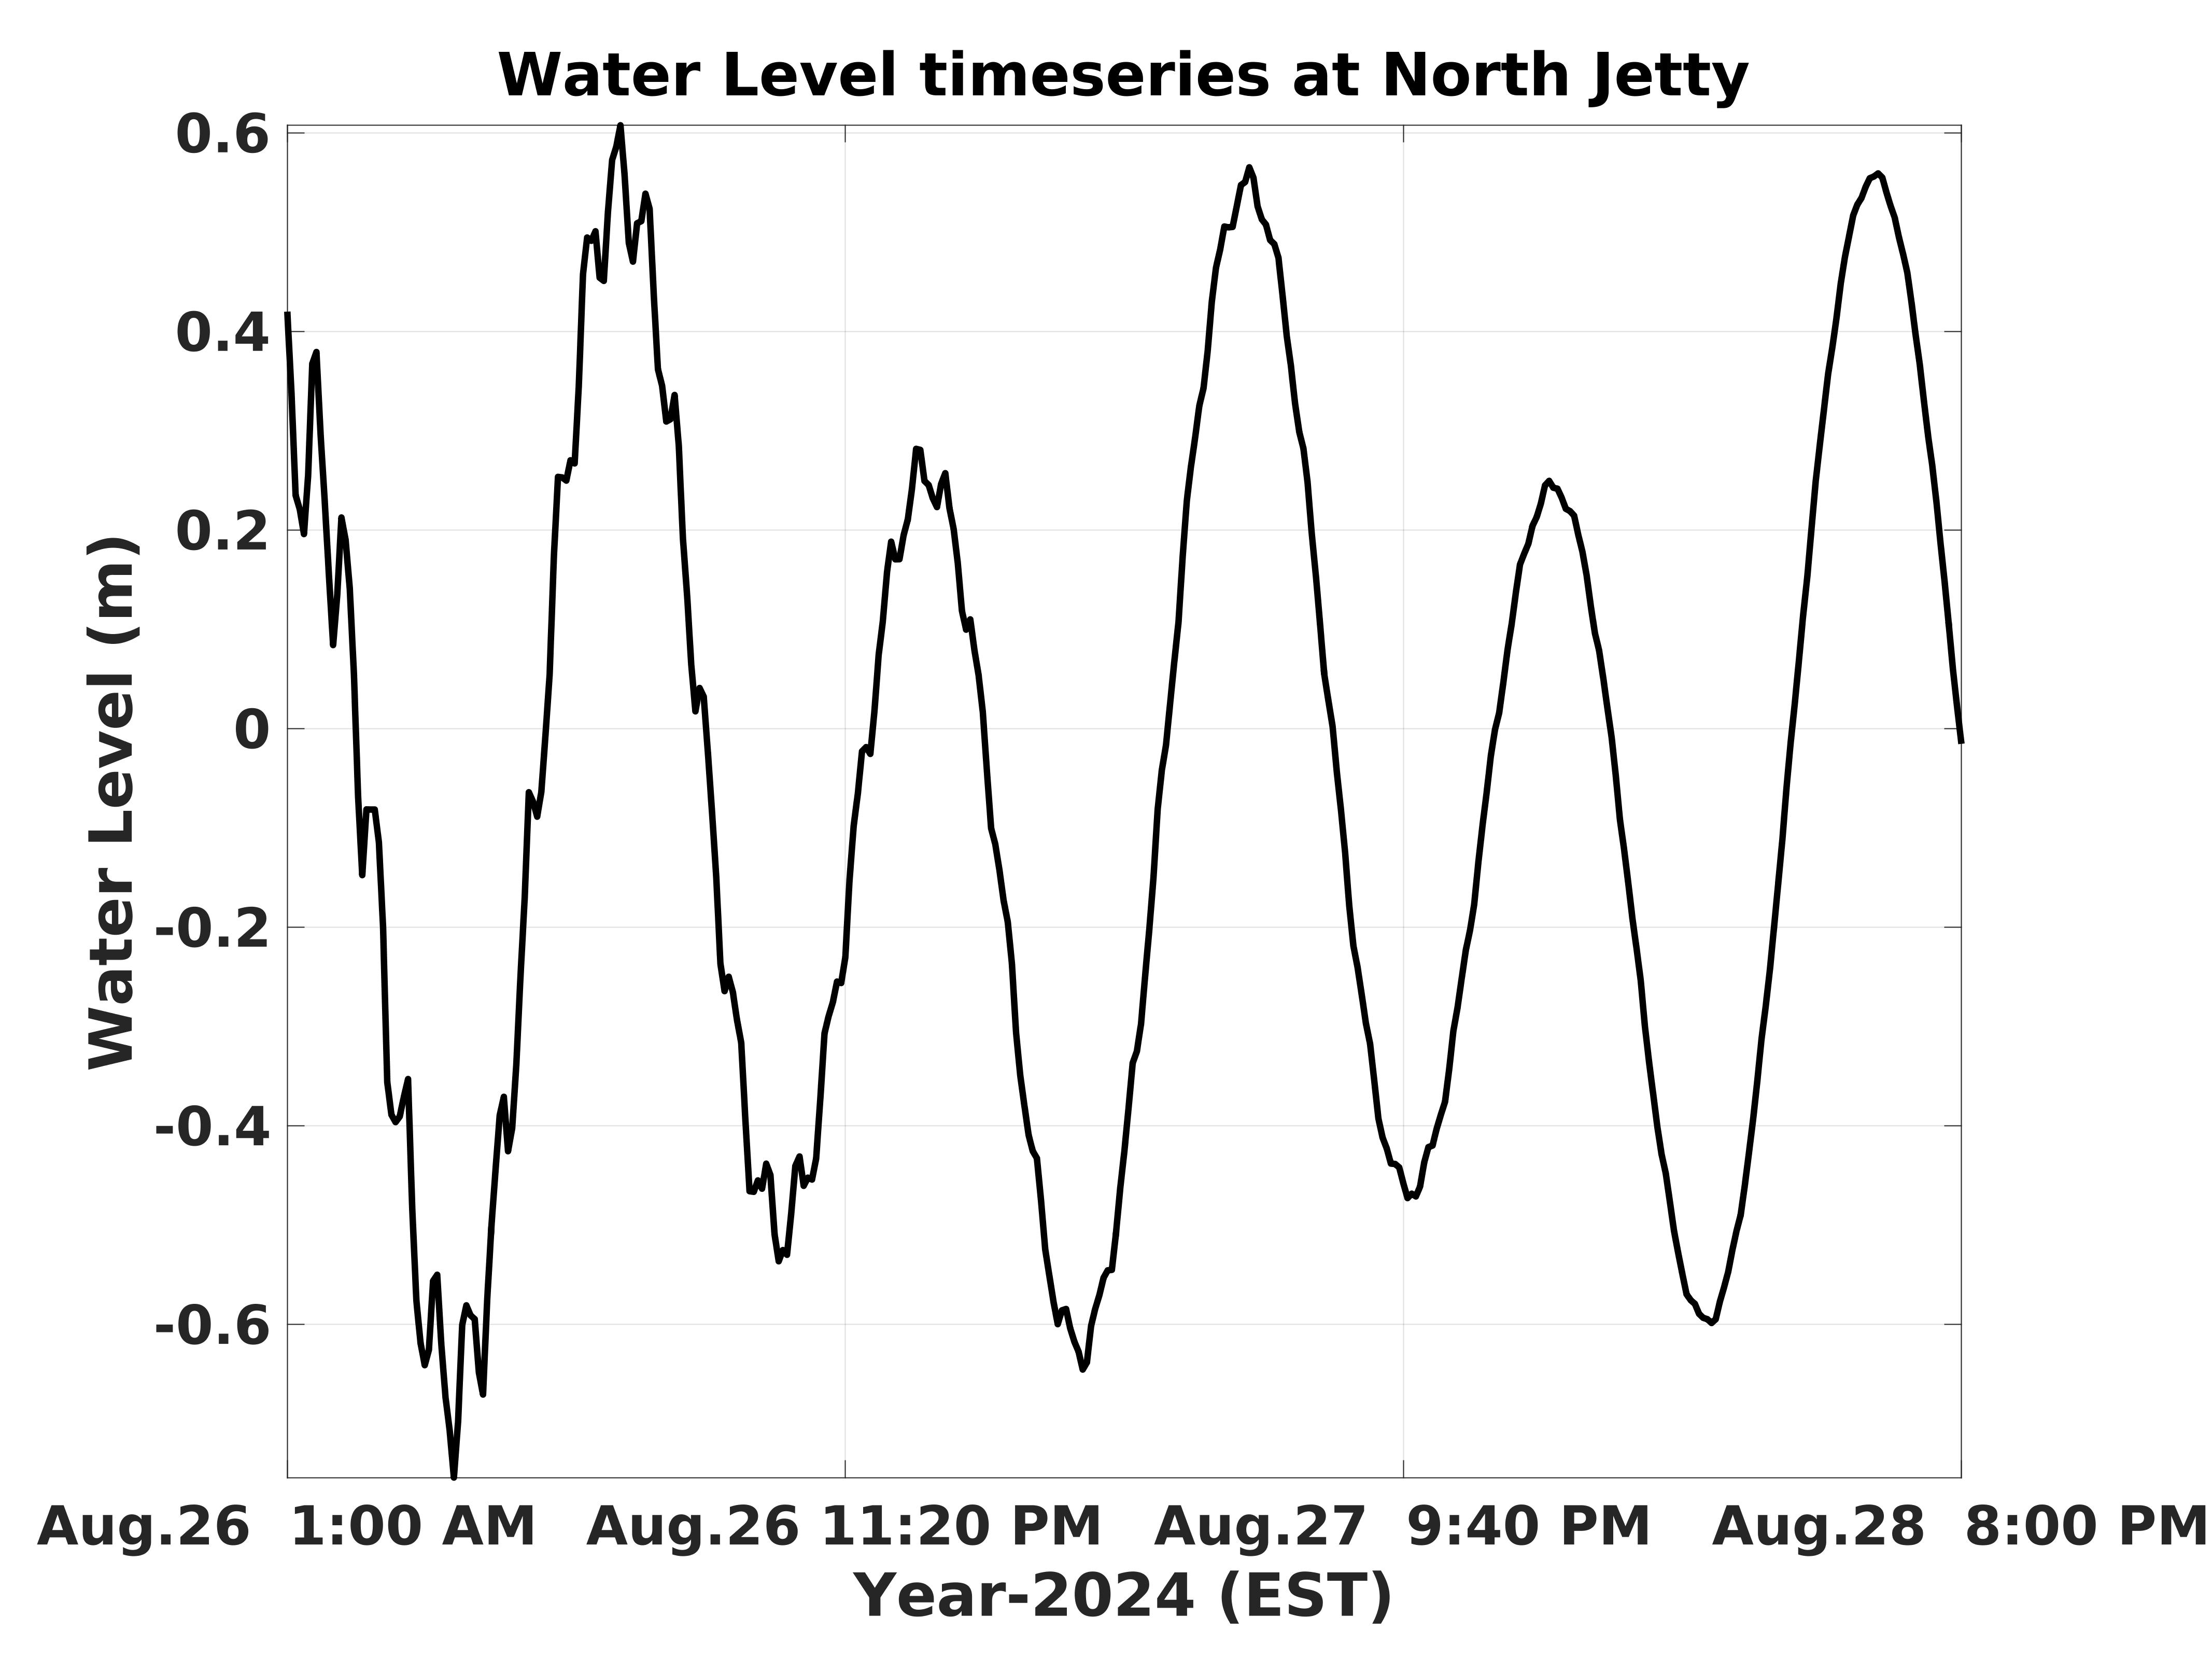 Water Level timeseries at North Jetty
Water Level (m)
0.6
0.4
0.2
0
-0.2
-0.4
-0.6
Aug.26  1:00 AM
Aug.26 11:20 PM
Aug.27  9:40 PM
Aug.28  8:00 PM
Year-2024 (EST)